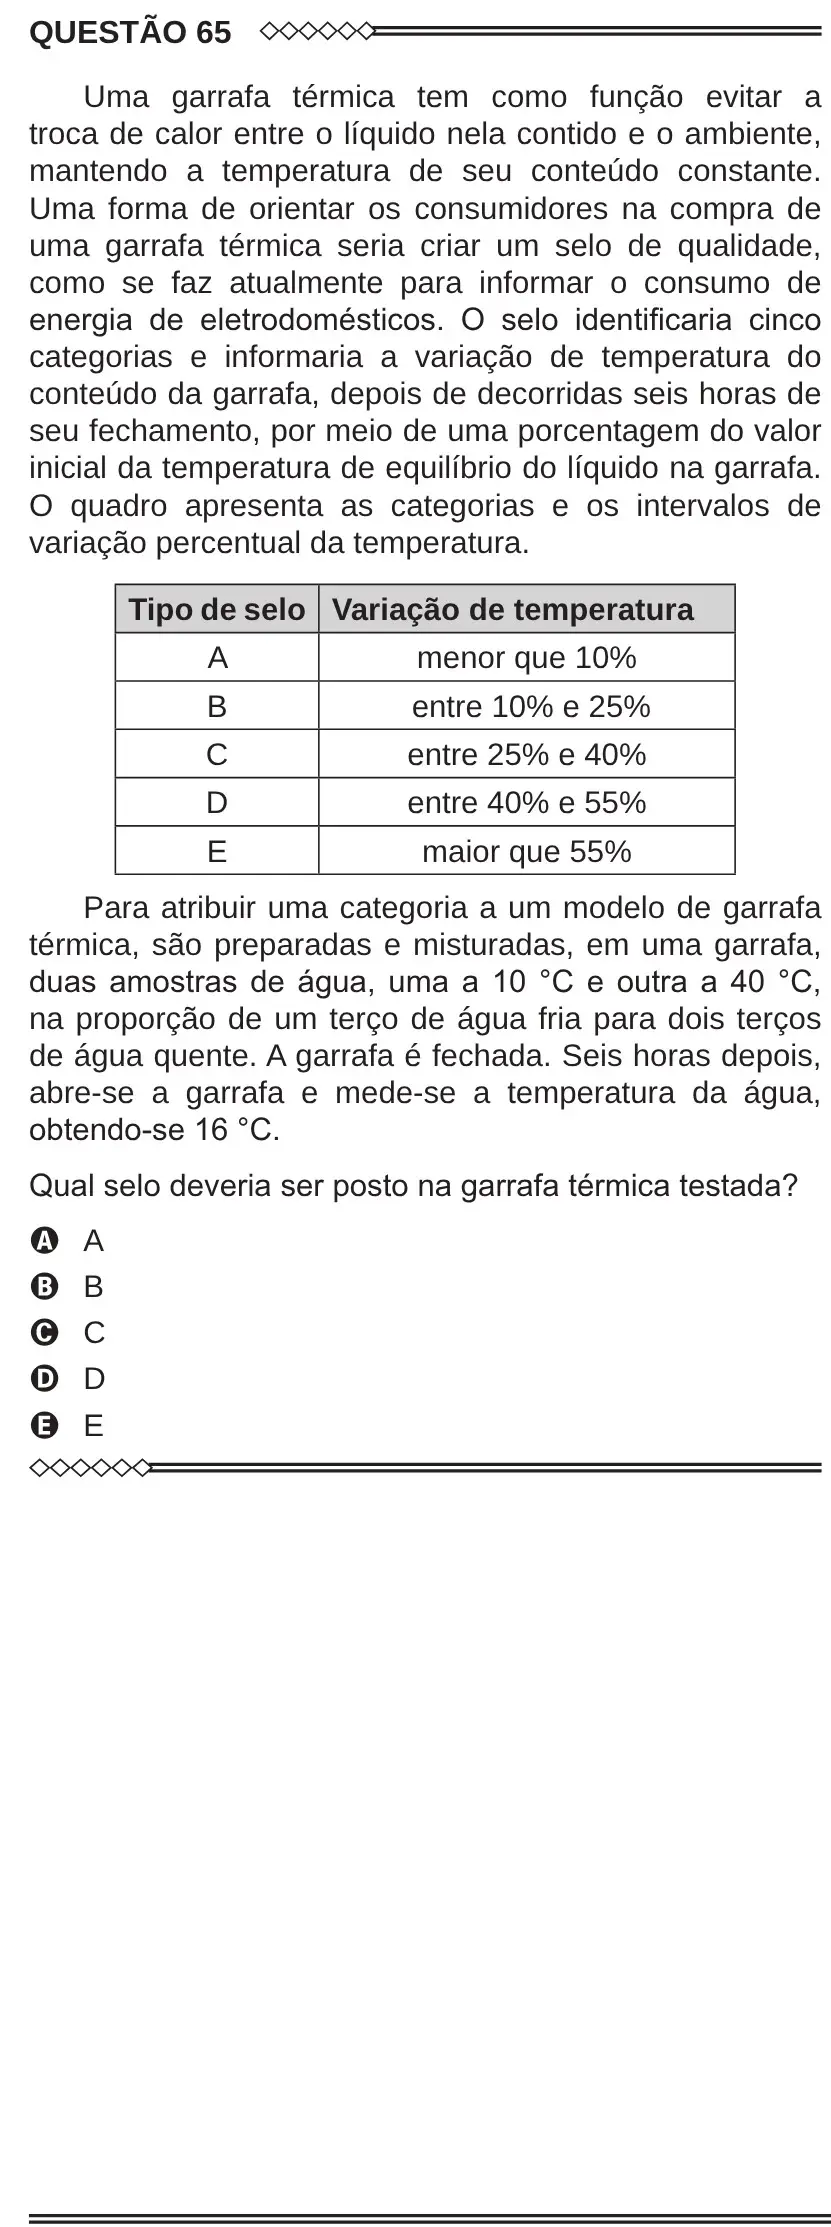 QUESTÃO 65
Uma garrafa térmica tem como função evitar a
troca de calor entre o líquido nela contido e o ambiente,
mantendo a temperatura de seu conteúdo constante.
Uma forma de orientar os consumidores na compra de
uma garrafa térmica seria criar um selo de qualidade,
como se faz atualmente para informar o consumo de
energia de eletrodomésticos. O selo identificaria cinco
categorias e informaria a variação de temperatura do
conteúdo da garrafa, depois de decorridas seis horas de
seu fechamento, por meio de uma porcentagem do valor
inicial da temperatura de equilíbrio do líquido na garrafa.
O quadro apresenta as categorias e os intervalos de
variação percentual da temperatura.
Tipo de selo Variação de temperatura
A menor que 10%
B entre 10% e 25%
C entre 25% e 40%
D entre 40% e 55%
E maior que 55%
Para atribuir uma categoria a um modelo de garrafa
térmica, são preparadas e misturadas, em uma garrafa,
duas amostras de água, uma a 10 °C e outra a 40 °C,
na proporção de um terço de água fria para dois terços
de água quente. A garrafa é fechada. Seis horas depois,
abre-se a garrafa e mede-se a temperatura da água,
obtendo-se 16 °C.
Qual selo deveria ser posto na garrafa térmica testada?
A A
B B
C C
D D
E E